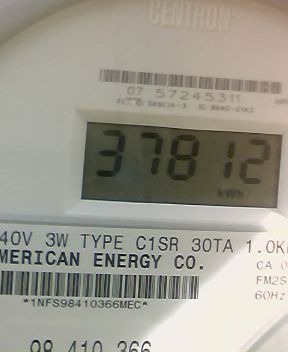 CENTRON
07 57245311
37812
kWh
40V 3W TYPE C1SR 30TA 1.0K
MERICAN ENERGY CO.
CA 0
FM2S
60Hz
*1NFS98410366MEC*
98 410 366